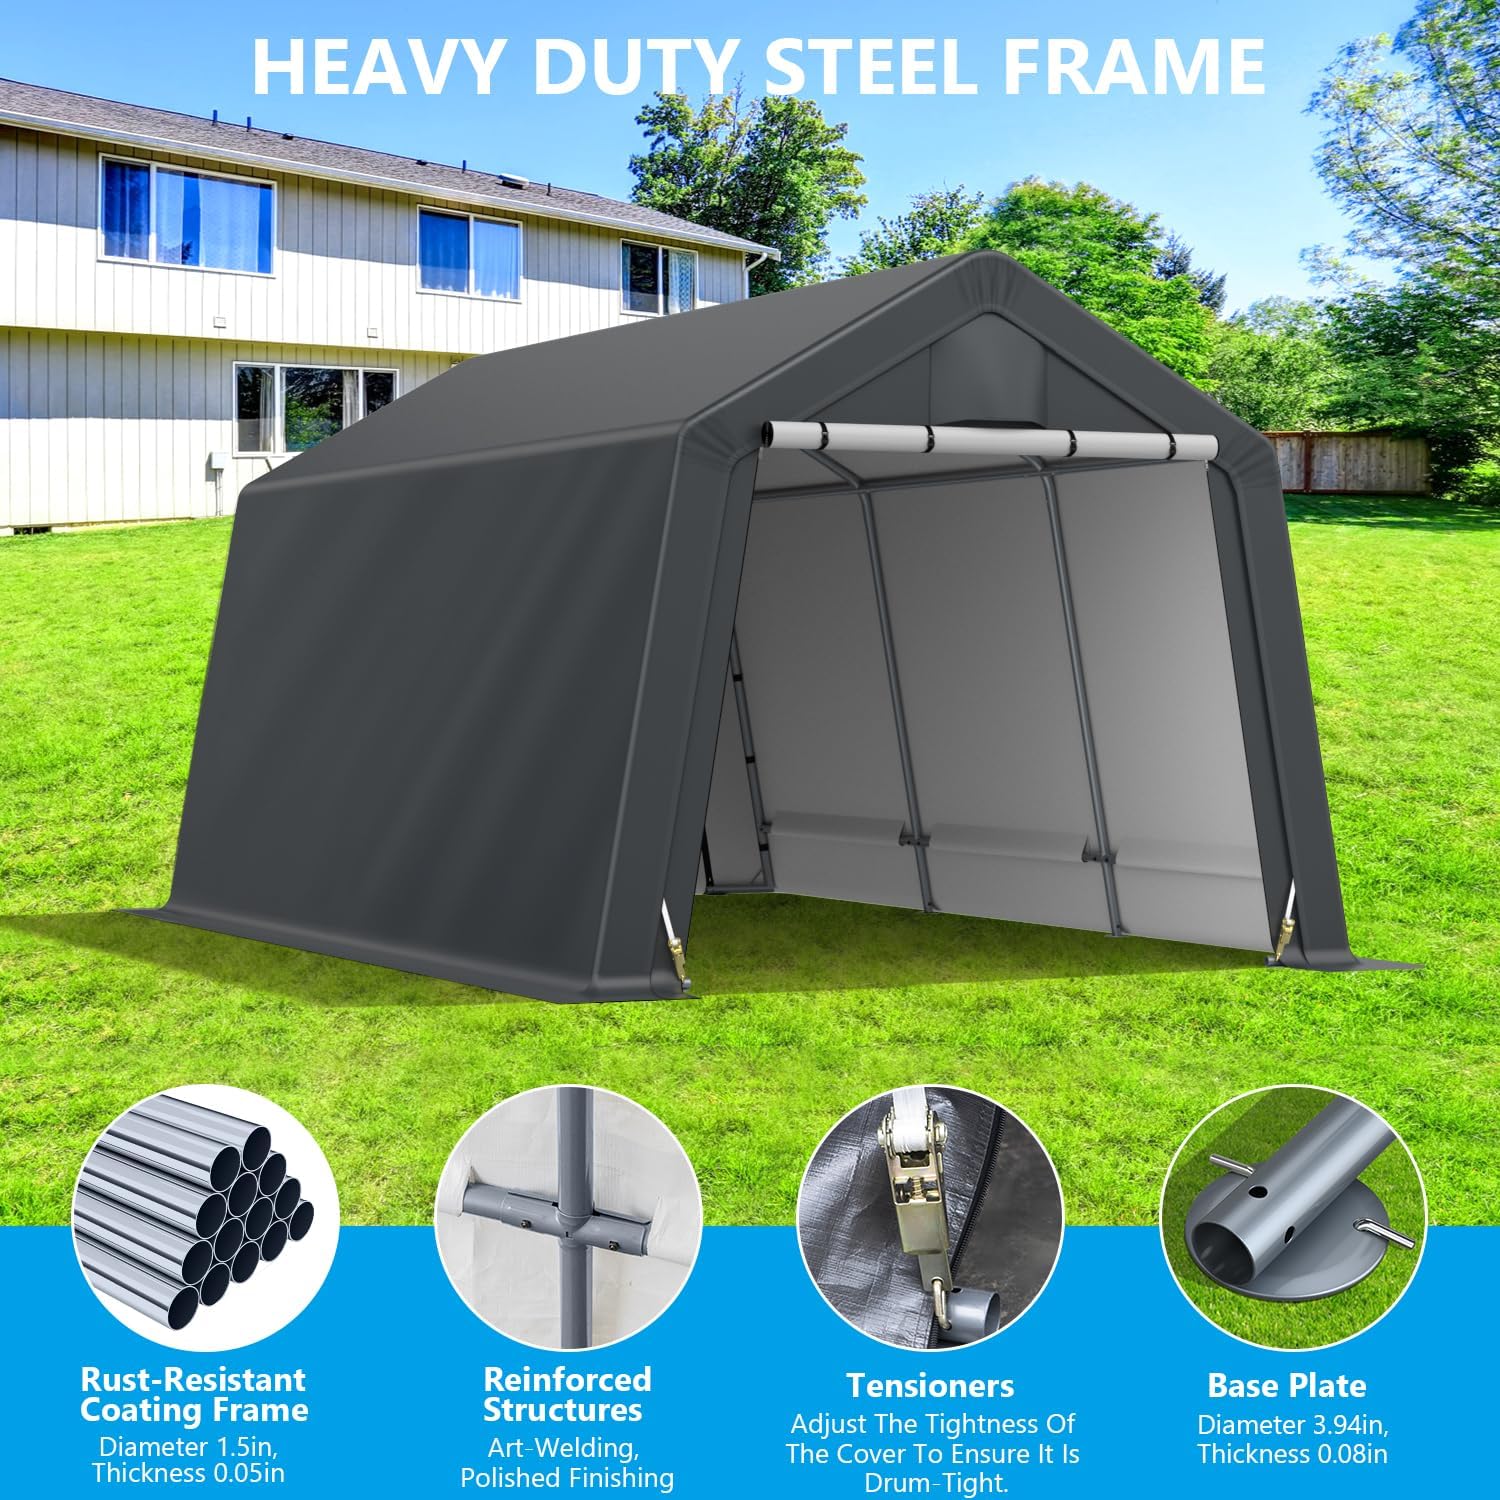 HEAVY DUTY STEEL FRAME
Rust-Resistant
Coating Frame
Diameter 1.5in,
Thickness 0.05in
Reinforced
Structures
Art-Welding,
Polished Finishing
Tensioners
Adjust The Tightness Of
The Cover To Ensure It Is
Drum-Tight.
Base Plate
Diameter 3.94in,
Thickness 0.08in